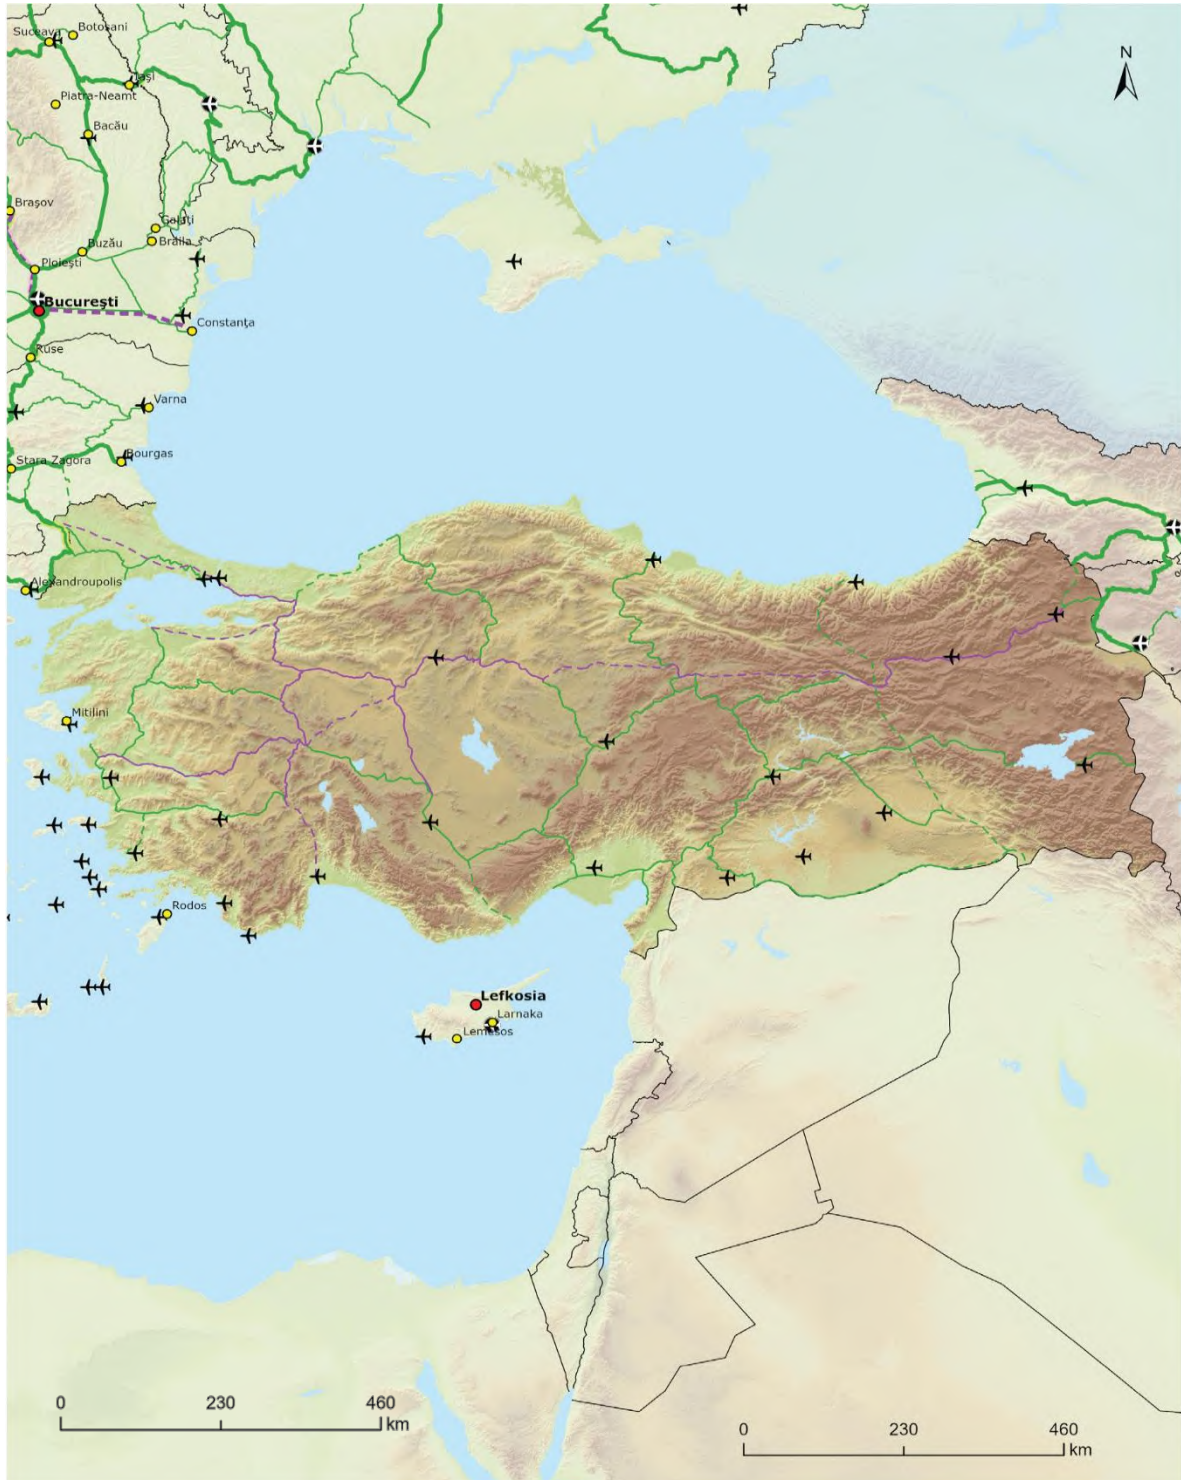 Botoșani
Suceava
N
Iași
Piatra-Neamt
Bacău
Brașov
Galați
Brăila
Buzău
Ploiești
București
Constanța
Ruse
Varna
Bourgas
Stara Zagora
Alexandroupolis
Mitilini
Rodos
Lefkosia
Larnaka
Lemesos
0 230 460 km
0 230 460 km